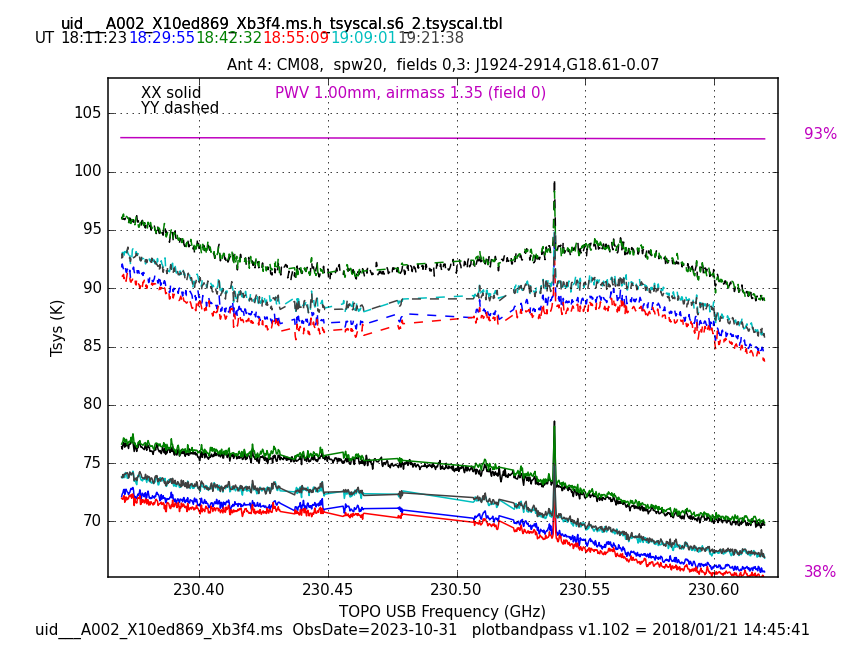 uid___A002_X10ed869_Xb3f4.ms.h_tsyscal.s6_2.tsyscal.tbl
UT 18:11:23 18:29:55 18:42:32 18:55:09 19:09:01 19:21:38
Ant 4: CM08,  spw20,  fields 0,3: J1924-2914,G18.61-0.07
XX solid
YY dashed
PWV 1.00mm, airmass 1.35 (field 0)
105
93%
100
95
90
85
80
75
70
38%
Tsys (K)
230.40 230.45 230.50 230.55 230.60
TOPO USB Frequency (GHz)
uid___A002_X10ed869_Xb3f4.ms  ObsDate=2023-10-31   plotbandpass v1.102 = 2018/01/21 14:45:41